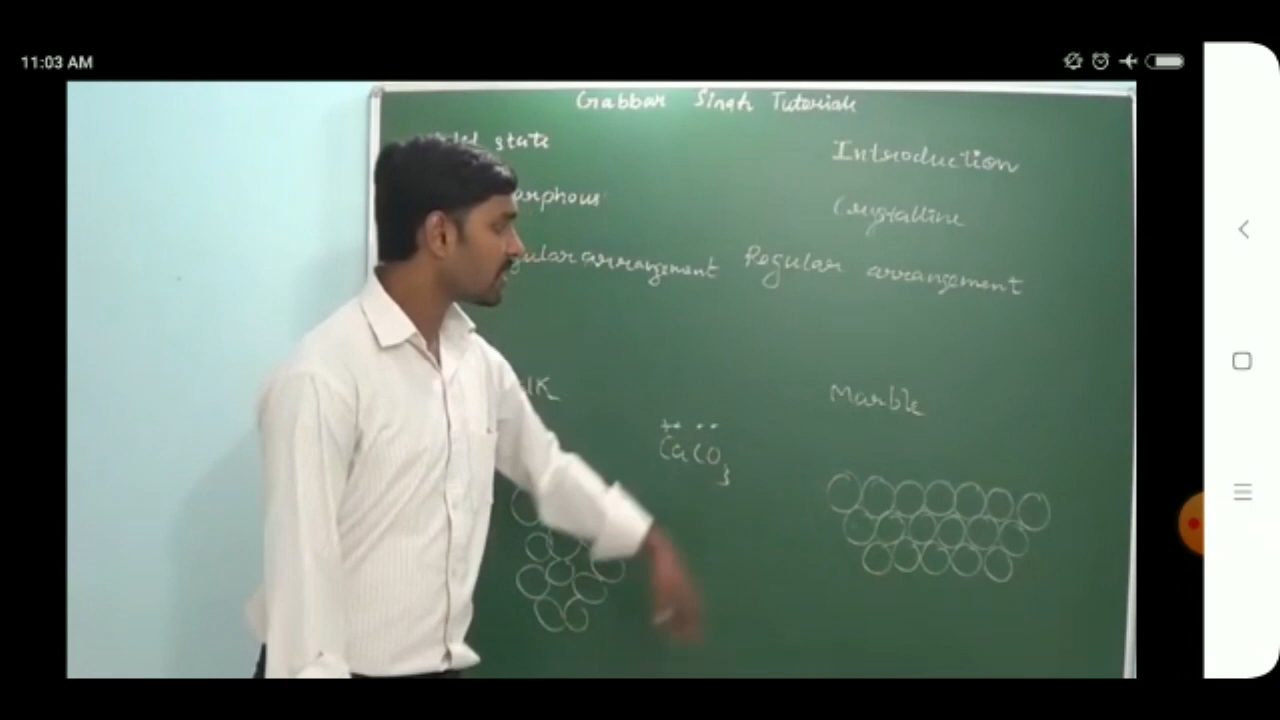 11:03 AM
Gabbar Singh Tutorials
state
Introduction
Crystalline
arrangement
Regular arrangement
Marble
CaCO3